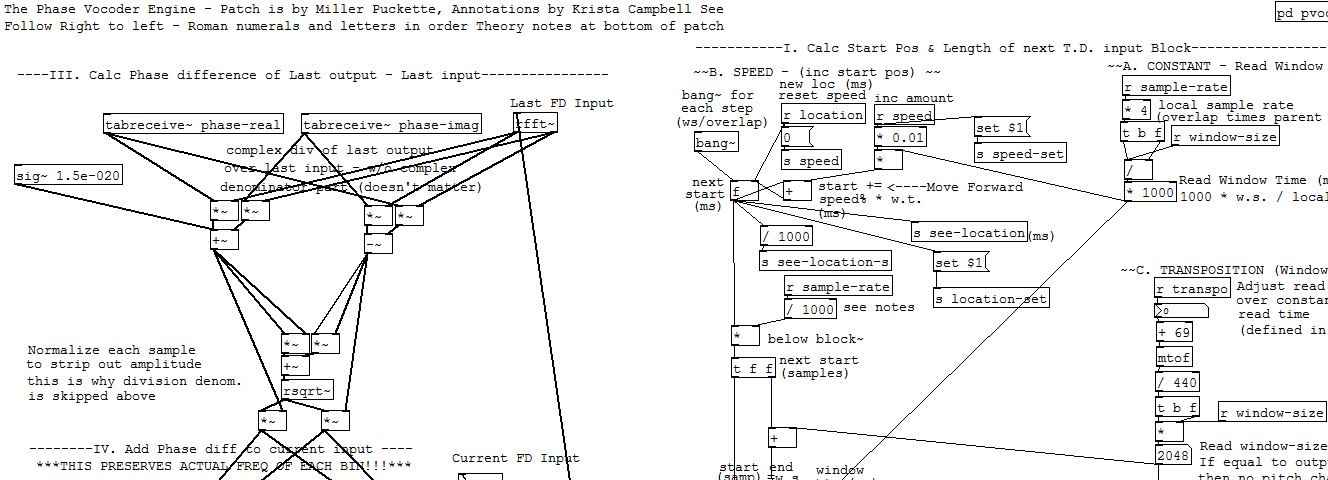 The Phase Vocoder Engine - Patch is by Miller Puckette, Annotations by Krista Campbell See
Follow Right to left - Roman numerals and letters in order Theory notes at bottom of patch
pd pvoc
-----------I. Calc Start Pos & Length of next T.D. input Block-----------------
----III. Calc Phase difference of Last output - Last input----------------
Last FD Input
tabreceive~ phase-real
tabreceive~ phase-imag
rfft~
complex div of last output
over last input - w/o complex
denominator part (doesn't matter)
sig~ 1.5e-020
*~
*~
*~
*~
+~
-~
*~
*~
+~
rsqrt~
*~
*~
Normalize each sample
to strip out amplitude
this is why division denom.
is skipped above
--------IV. Add Phase diff to current input ----
***THIS PRESERVES ACTUAL FREQ OF EACH BIN!!!***
Current FD Input
~~B. SPEED - (inc start pos) ~~
new loc (ms)
bang~ for
each step
(ws/overlap)
bang~
reset speed
r location
0
s speed
inc amount
r speed
* 0.01
*
set $1
s speed-set
next
start
(ms)
f
+
start +=
speed% * w.t.
(ms)
<----Move Forward
/ 1000
s see-location-s
s see-location
(ms)
set $1
s location-set
r sample-rate
/ 1000
see notes
*
below block~
t f f
next start
(samples)
+
start end
(samp)
window
~~A. CONSTANT - Read Window
r sample-rate
* 4
local sample rate
(overlap times parent
t b f
r window-size
/
* 1000
Read Window Time (m
1000 * w.s. / local
~~C. TRANSPOSITION (Window
r transpo
Adjust read
over constan
read time
(defined in
0
+ 69
mtof
/ 440
t b f
r window-size
*
2048
Read window-size
If equal to outpu
then no pitch cha